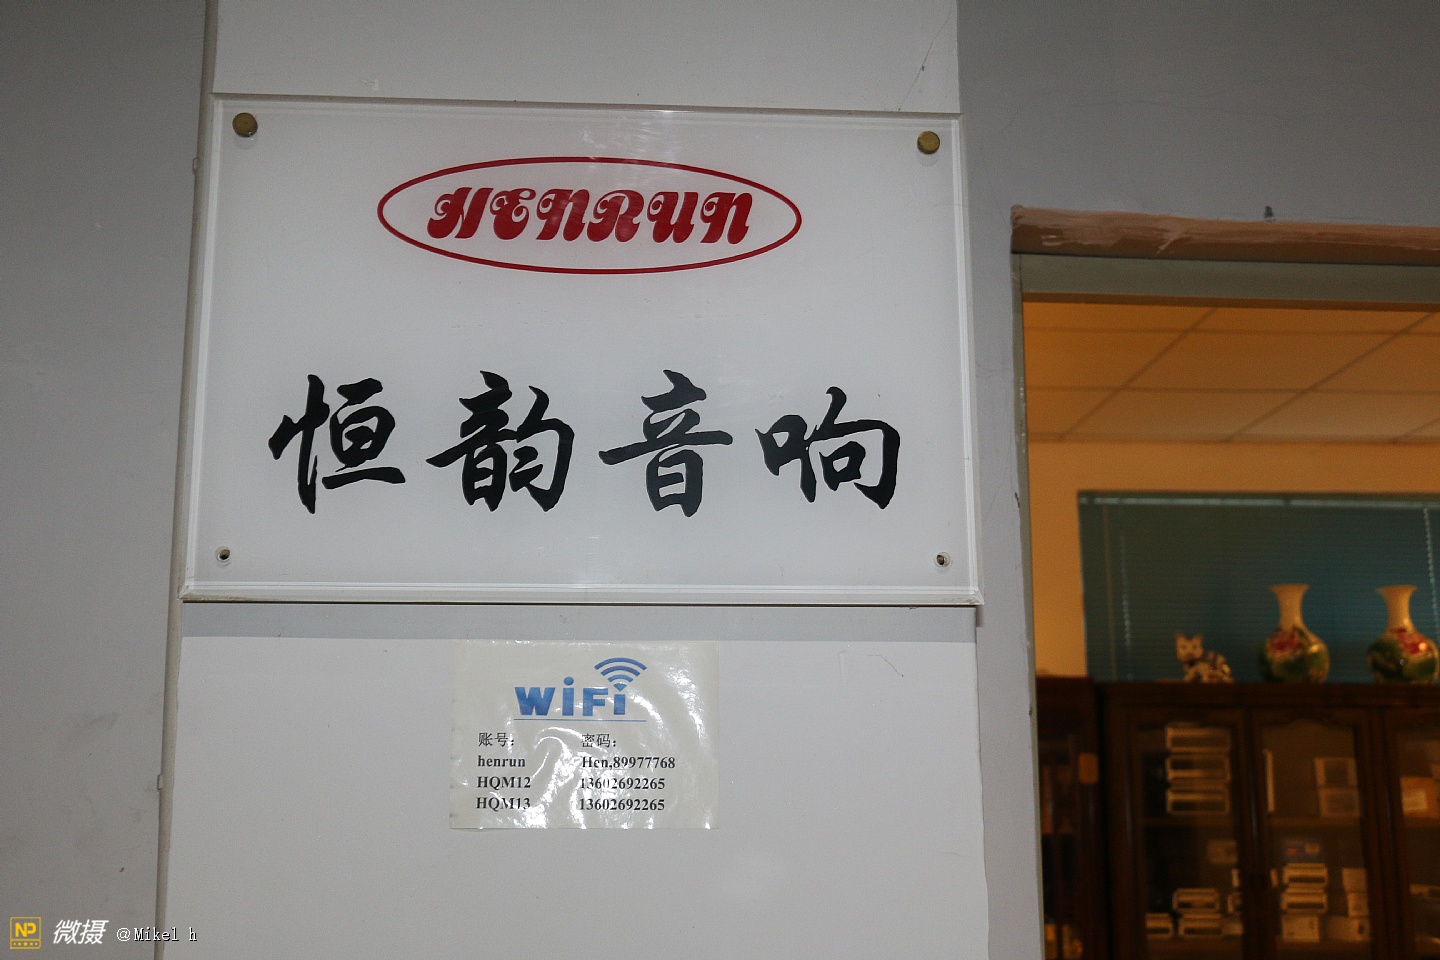 HENRUN
恒韵音响
WiFi
账号： 密码：
henrun Hen,89977768
HQM12 13602692265
HQM13 13602692265
NP 微摄 @Mikel h